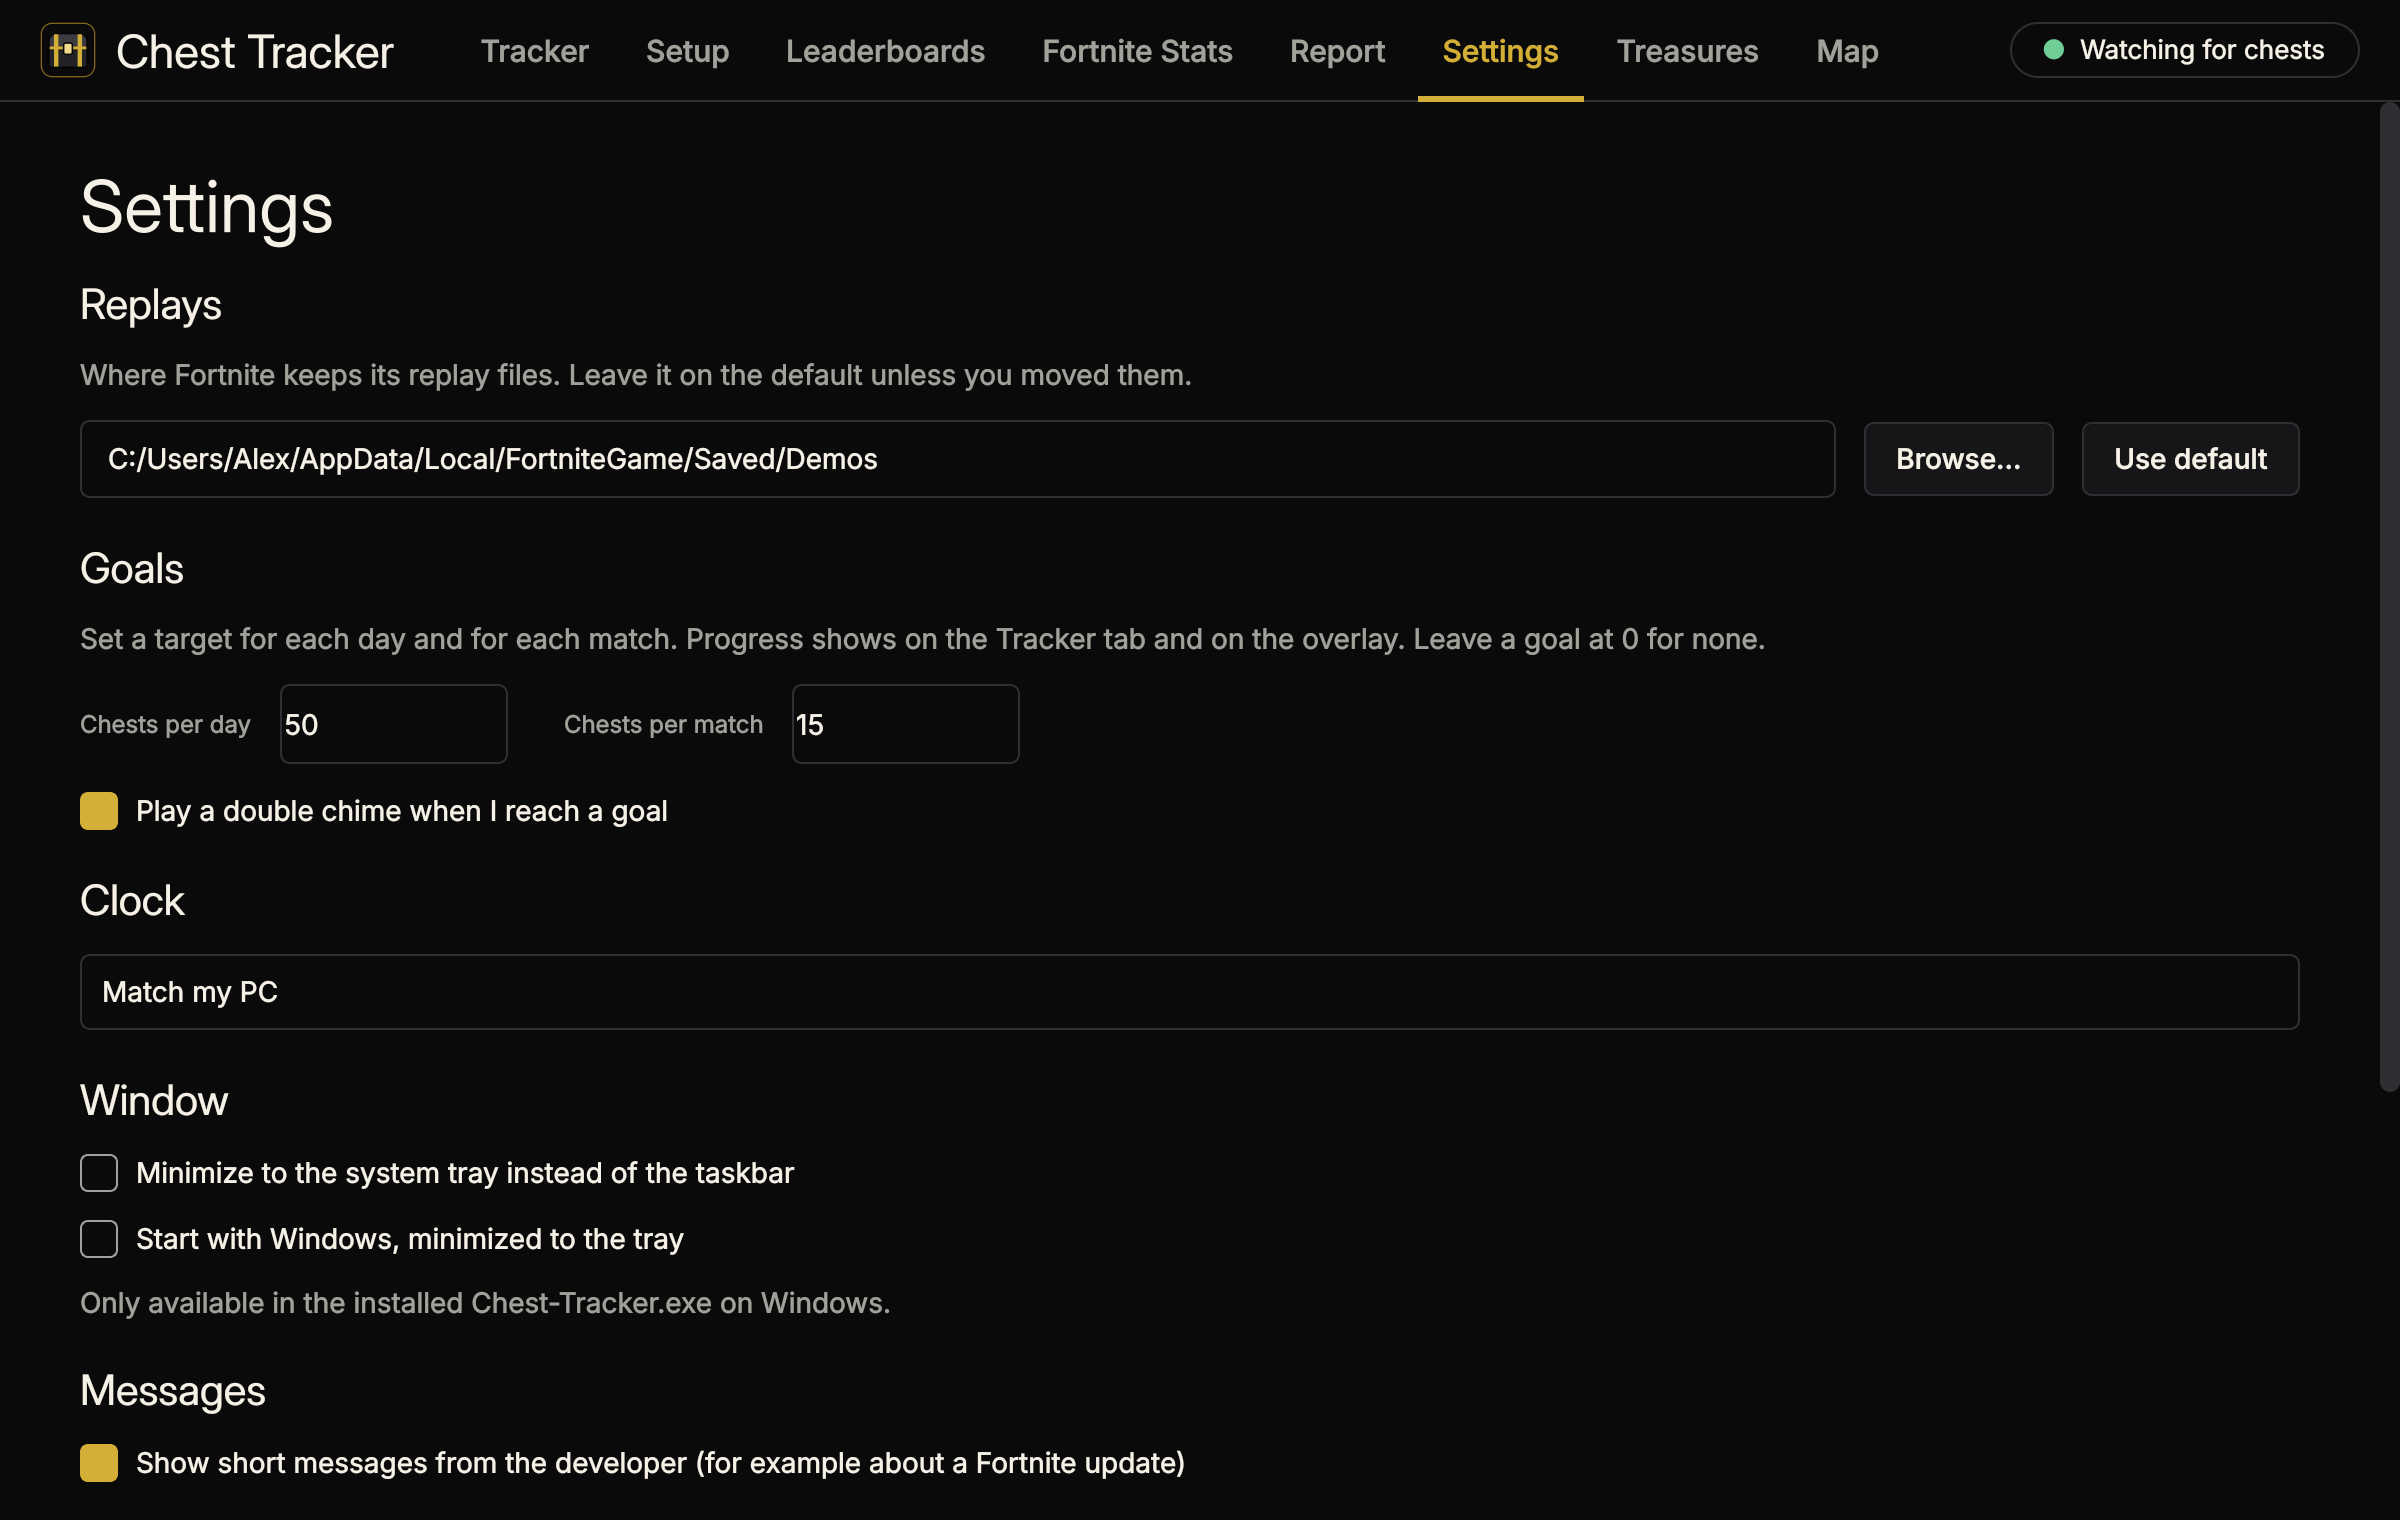 Chest Tracker
Tracker
Setup
Leaderboards
Fortnite Stats
Report
Settings
Treasures
Map
Watching for chests
Settings
Replays
Where Fortnite keeps its replay files. Leave it on the default unless you moved them.
C:/Users/Alex/AppData/Local/FortniteGame/Saved/Demos
Browse...
Use default
Goals
Set a target for each day and for each match. Progress shows on the Tracker tab and on the overlay. Leave a goal at 0 for none.
Chests per day
50
Chests per match
15
Play a double chime when I reach a goal
Clock
Match my PC
Window
Minimize to the system tray instead of the taskbar
Start with Windows, minimized to the tray
Only available in the installed Chest-Tracker.exe on Windows.
Messages
Show short messages from the developer (for example about a Fortnite update)